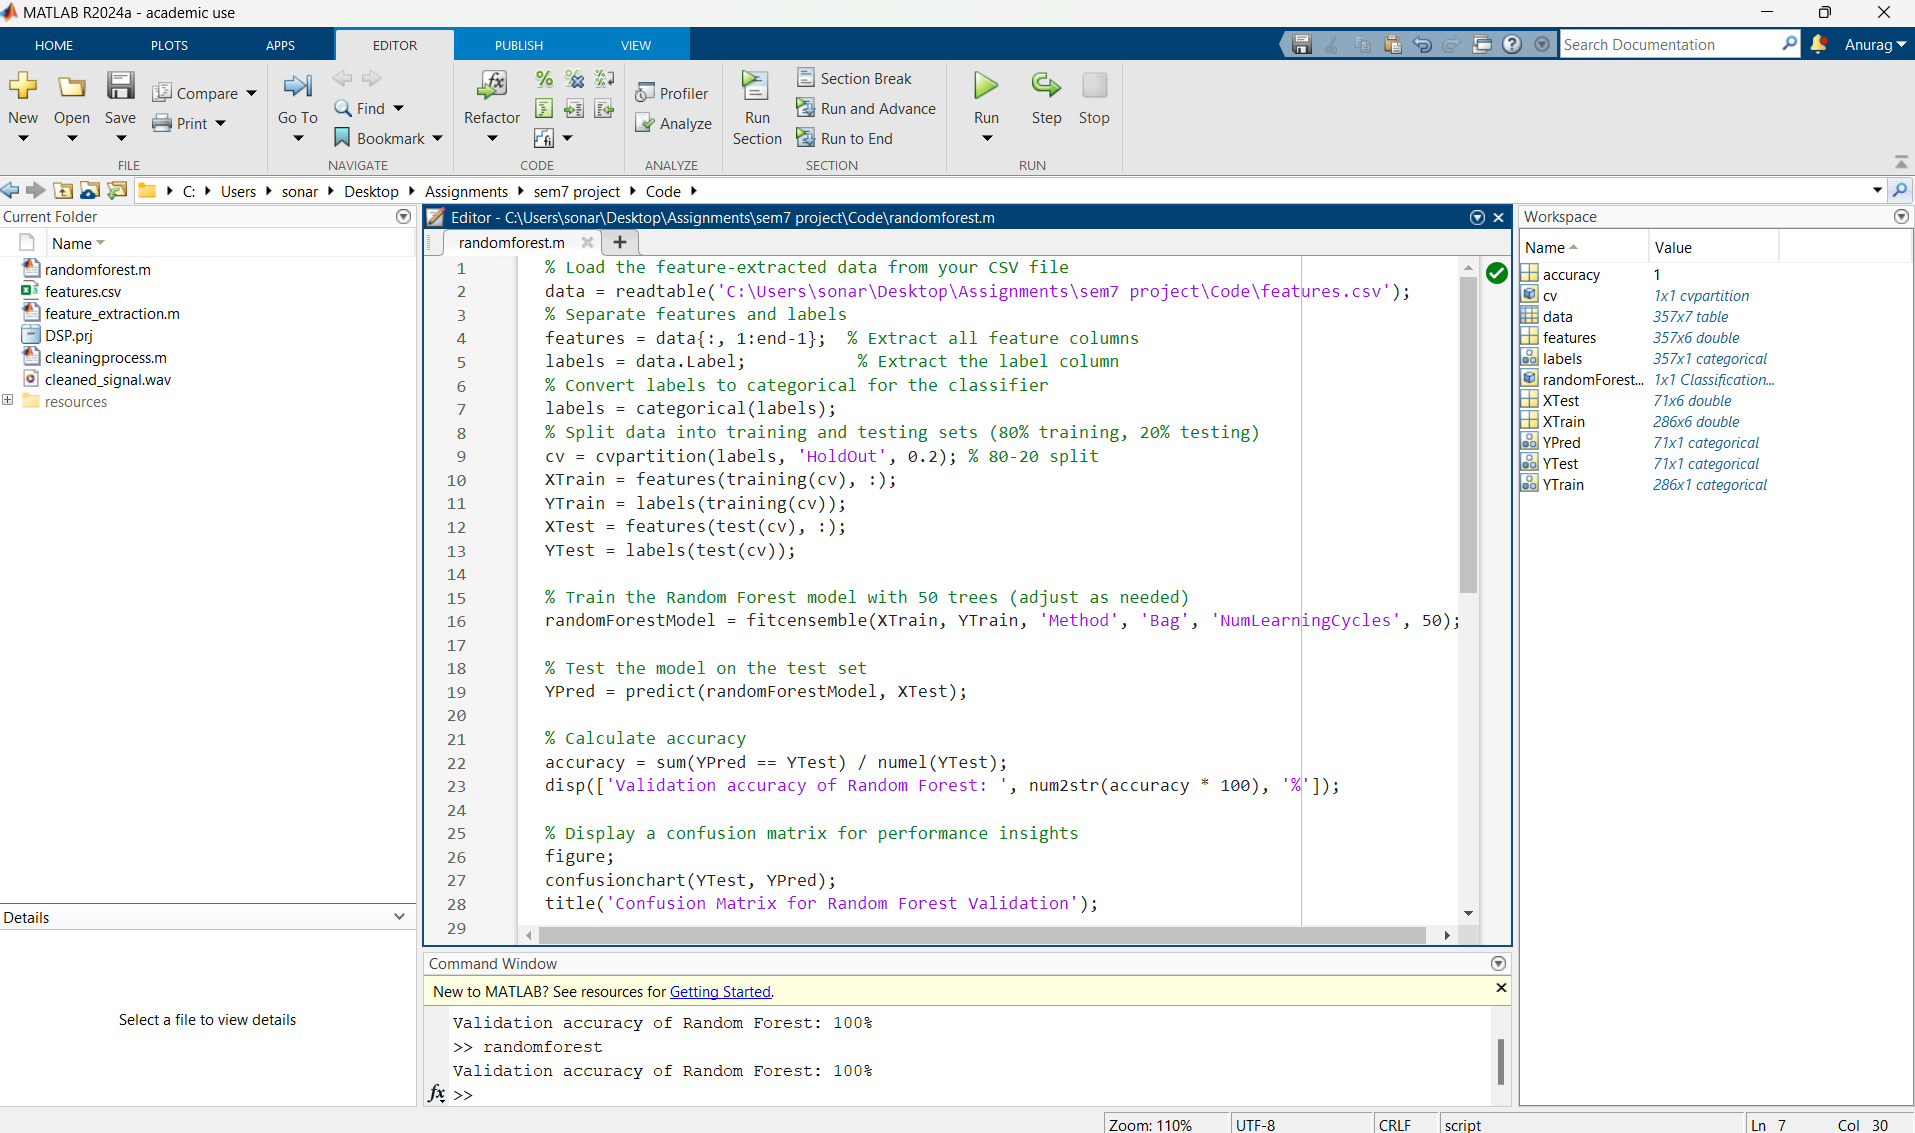 MATLAB R2024a - academic use
HOME PLOTS APPS EDITOR PUBLISH VIEW Search Documentation Anurag
New Open Save Compare Print
FILE
Go To Find Bookmark
NAVIGATE
Refactor
CODE
Profiler
Analyze
ANALYZE
Run Section
Section Break
Run and Advance
Run to End
SECTION
Run Step Stop
RUN
C: Users sonar Desktop Assignments sem7 project Code
Current Folder
Name
randomforest.m
features.csv
feature_extraction.m
DSP.prj
cleaningprocess.m
cleaned_signal.wav
resources
Details
Select a file to view details
Editor - C:\Users\sonar\Desktop\Assignments\sem7 project\Code\randomforest.m
randomforest.m
1 % Load the feature-extracted data from your CSV file
2 data = readtable('C:\Users\sonar\Desktop\Assignments\sem7 project\Code\features.csv');
3 % Separate features and labels
4 features = data{:, 1:end-1};  % Extract all feature columns
5 labels = data.Label;           % Extract the label column
6 % Convert labels to categorical for the classifier
7 labels = categorical(labels);
8 % Split data into training and testing sets (80% training, 20% testing)
9 cv = cvpartition(labels, 'HoldOut', 0.2); % 80-20 split
10 XTrain = features(training(cv), :);
11 YTrain = labels(training(cv));
12 XTest = features(test(cv), :);
13 YTest = labels(test(cv));
14
15 % Train the Random Forest model with 50 trees (adjust as needed)
16 randomForestModel = fitcensemble(XTrain, YTrain, 'Method', 'Bag', 'NumLearningCycles', 50);
17
18 % Test the model on the test set
19 YPred = predict(randomForestModel, XTest);
20
21 % Calculate accuracy
22 accuracy = sum(YPred == YTest) / numel(YTest);
23 disp(['Validation accuracy of Random Forest: ', num2str(accuracy * 100), '%']);
24
25 % Display a confusion matrix for performance insights
26 figure;
27 confusionchart(YTest, YPred);
28 title('Confusion Matrix for Random Forest Validation');
29
Command Window
New to MATLAB? See resources for Getting Started.
Validation accuracy of Random Forest: 100%
>> randomforest
Validation accuracy of Random Forest: 100%
fx >>
Workspace
Name Value
accuracy 1
cv 1x1 cvpartition
data 357x7 table
features 357x6 double
labels 357x1 categorical
randomForest... 1x1 Classification...
XTest 71x6 double
XTrain 286x6 double
YPred 71x1 categorical
YTest 71x1 categorical
YTrain 286x1 categorical
Zoom: 110% UTF-8 CRLF script Ln 7 Col 30